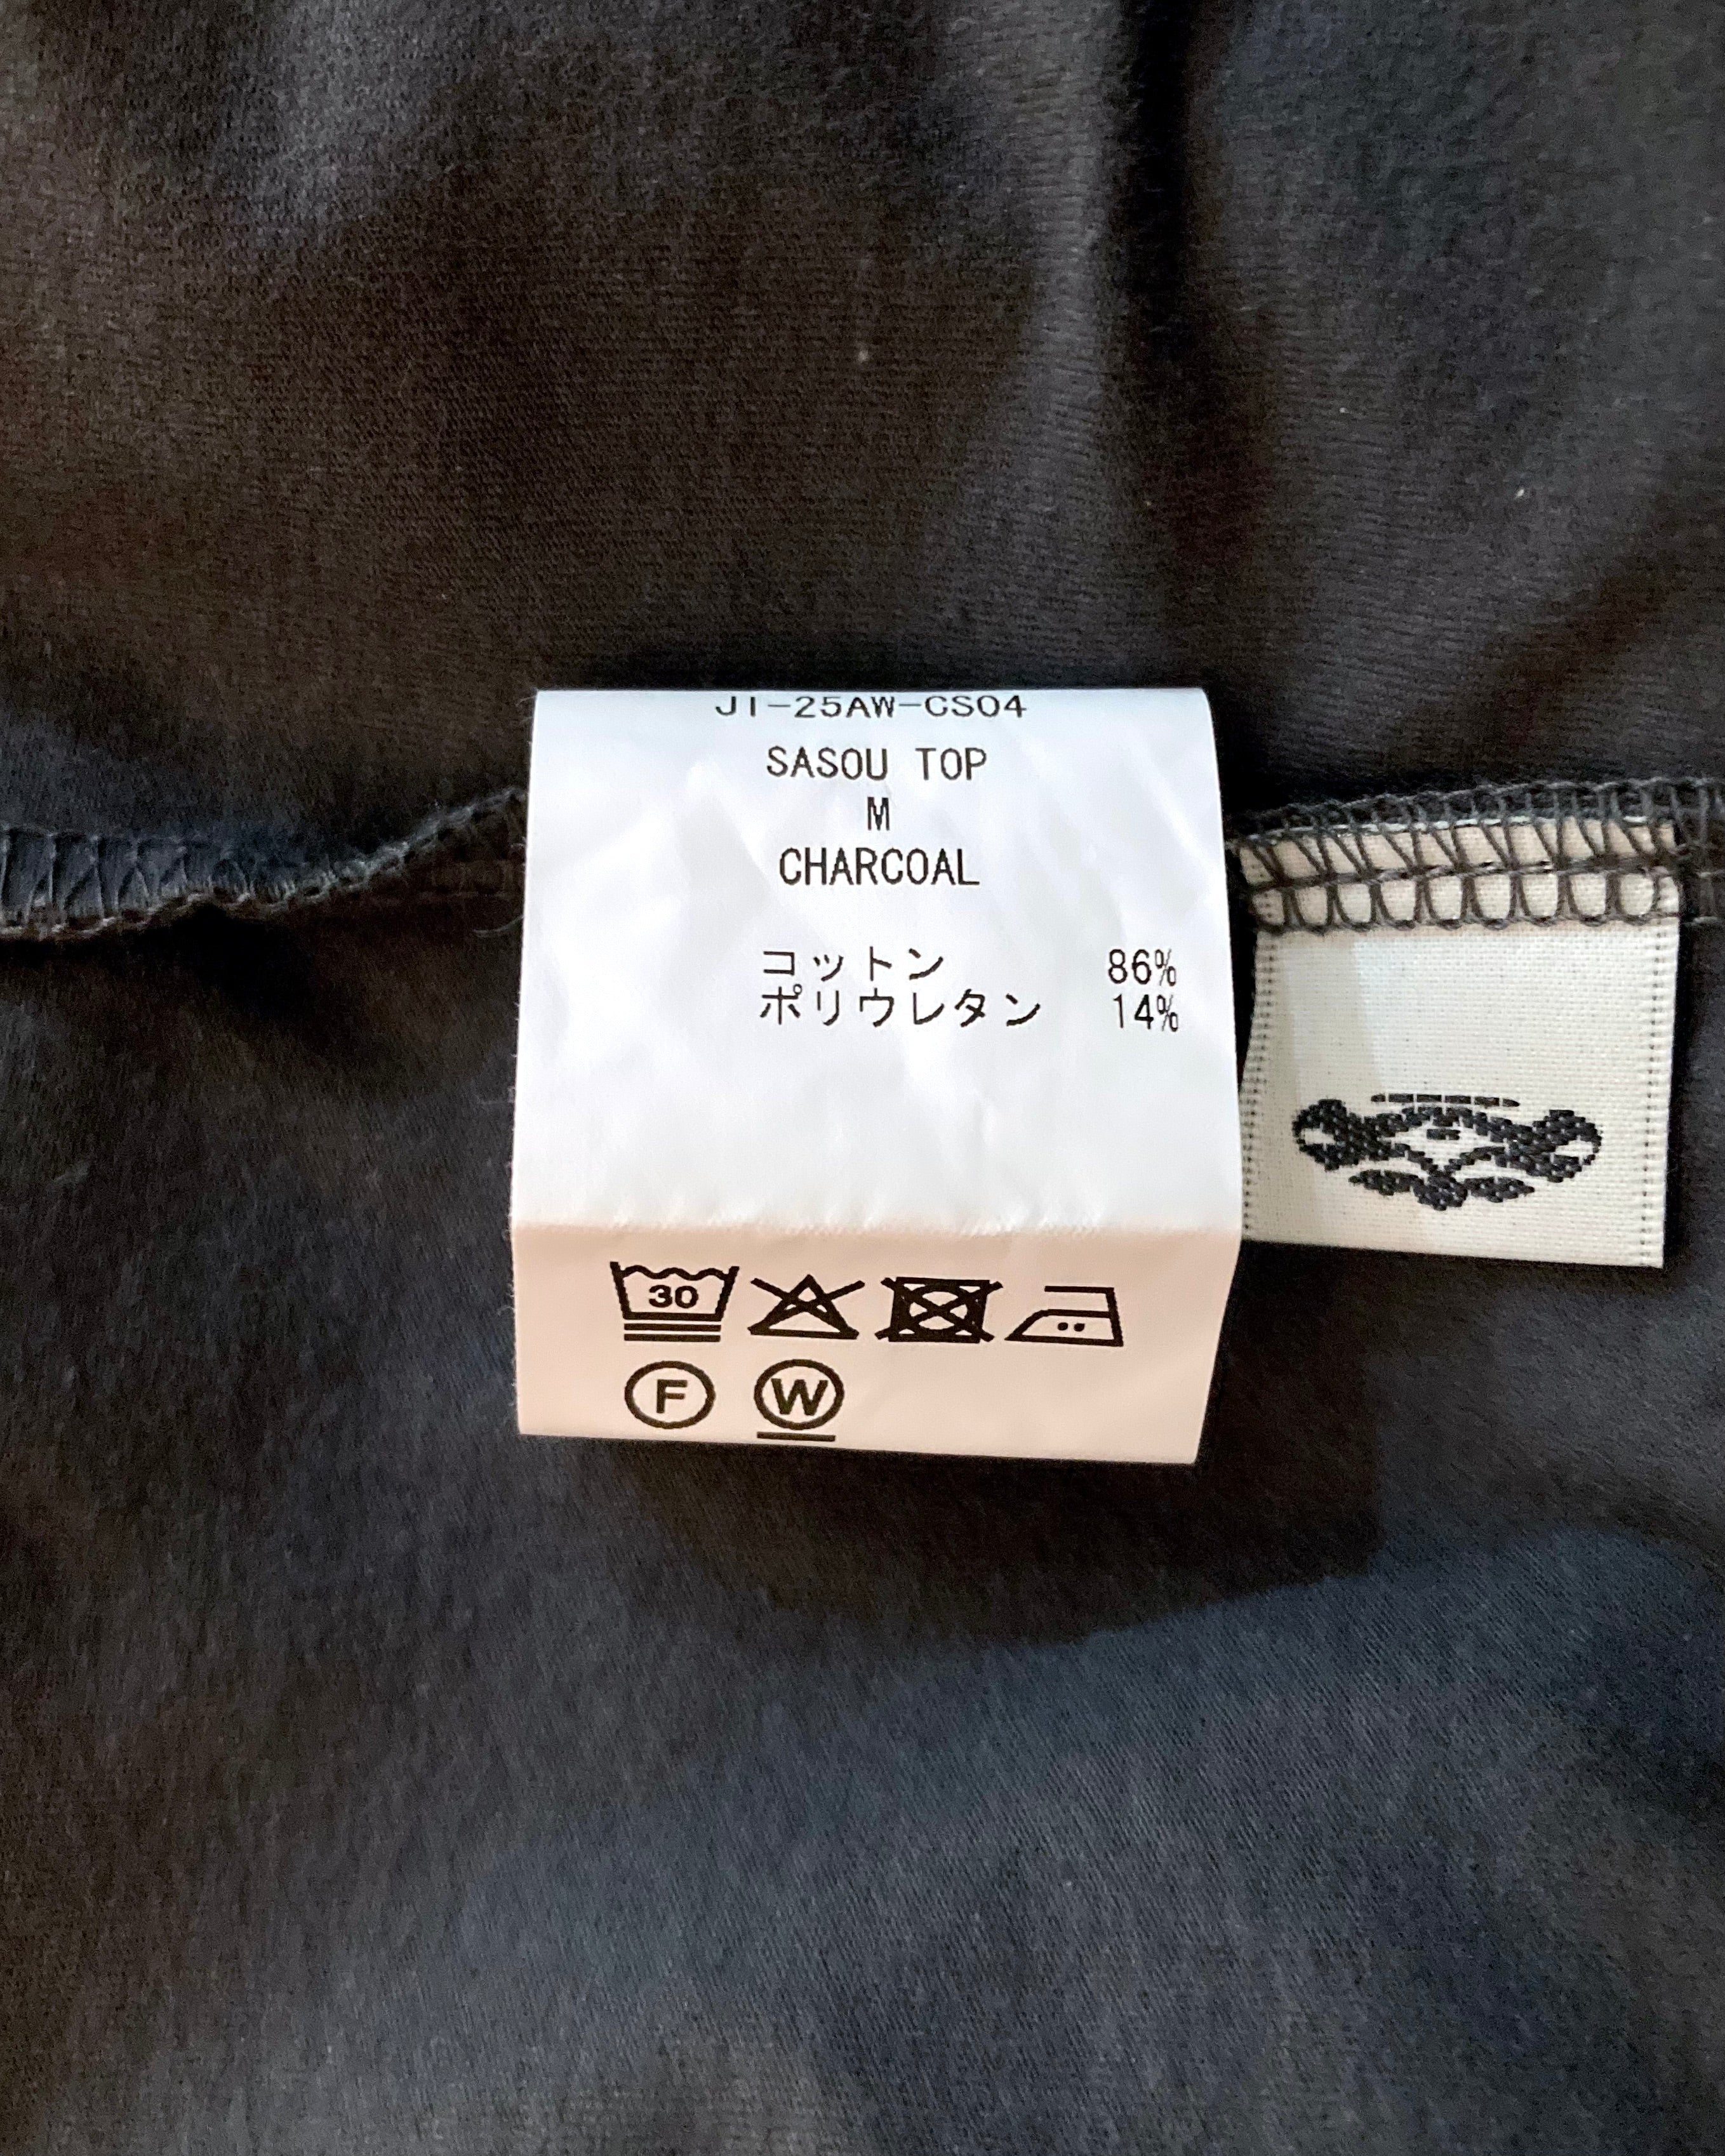 JI-25AW-CS04
SASOU TOP
M
CHARCOAL
コットン 86%
ポリウレタン 14%
30
F W